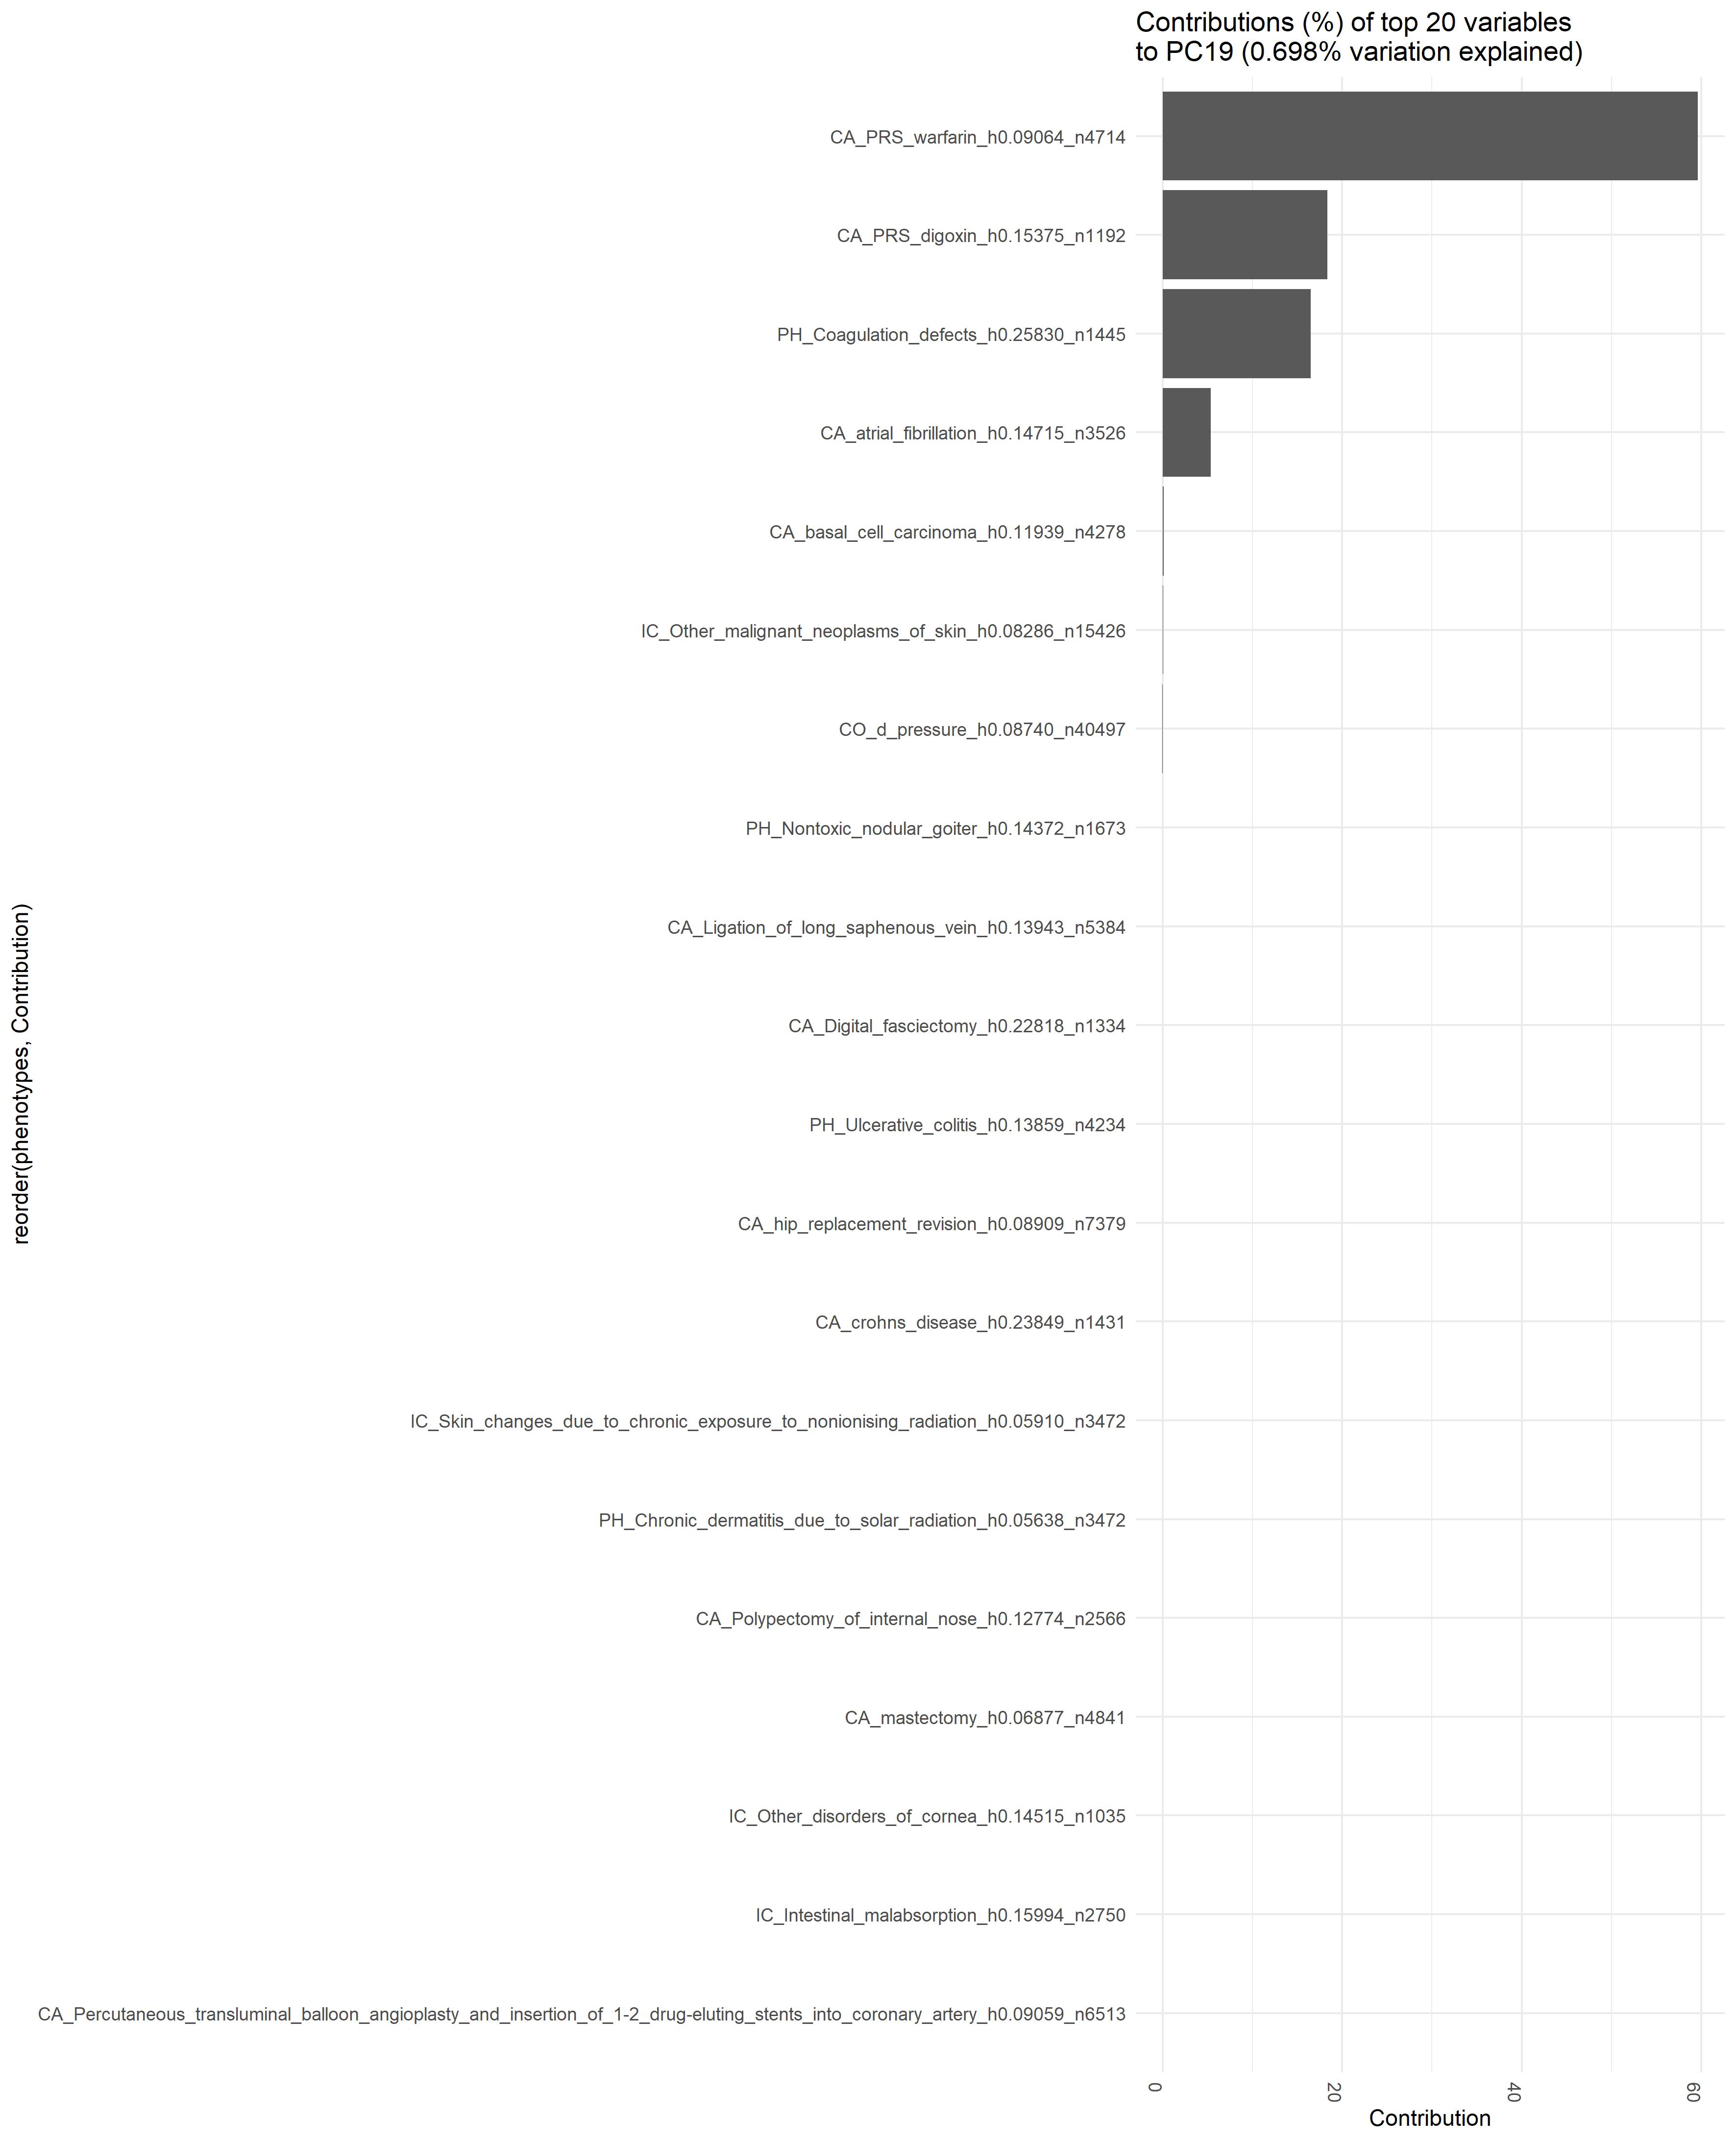 Contributions (%) of top 20 variables
to PC19 (0.698% variation explained)
CA_PRS_warfarin_h0.09064_n4714
CA_PRS_digoxin_h0.15375_n1192
PH_Coagulation_defects_h0.25830_n1445
CA_atrial_fibrillation_h0.14715_n3526
CA_basal_cell_carcinoma_h0.11939_n4278
IC_Other_malignant_neoplasms_of_skin_h0.08286_n15426
CO_d_pressure_h0.08740_n40497
PH_Nontoxic_nodular_goiter_h0.14372_n1673
CA_Ligation_of_long_saphenous_vein_h0.13943_n5384
CA_Digital_fasciectomy_h0.22818_n1334
PH_Ulcerative_colitis_h0.13859_n4234
CA_hip_replacement_revision_h0.08909_n7379
CA_crohns_disease_h0.23849_n1431
IC_Skin_changes_due_to_chronic_exposure_to_nonionising_radiation_h0.05910_n3472
PH_Chronic_dermatitis_due_to_solar_radiation_h0.05638_n3472
CA_Polypectomy_of_internal_nose_h0.12774_n2566
CA_mastectomy_h0.06877_n4841
IC_Other_disorders_of_cornea_h0.14515_n1035
IC_Intestinal_malabsorption_h0.15994_n2750
CA_Percutaneous_transluminal_balloon_angioplasty_and_insertion_of_1-2_drug-eluting_stents_into_coronary_artery_h0.09059_n6513
reorder(phenotypes, Contribution)
0
20
40
60
Contribution